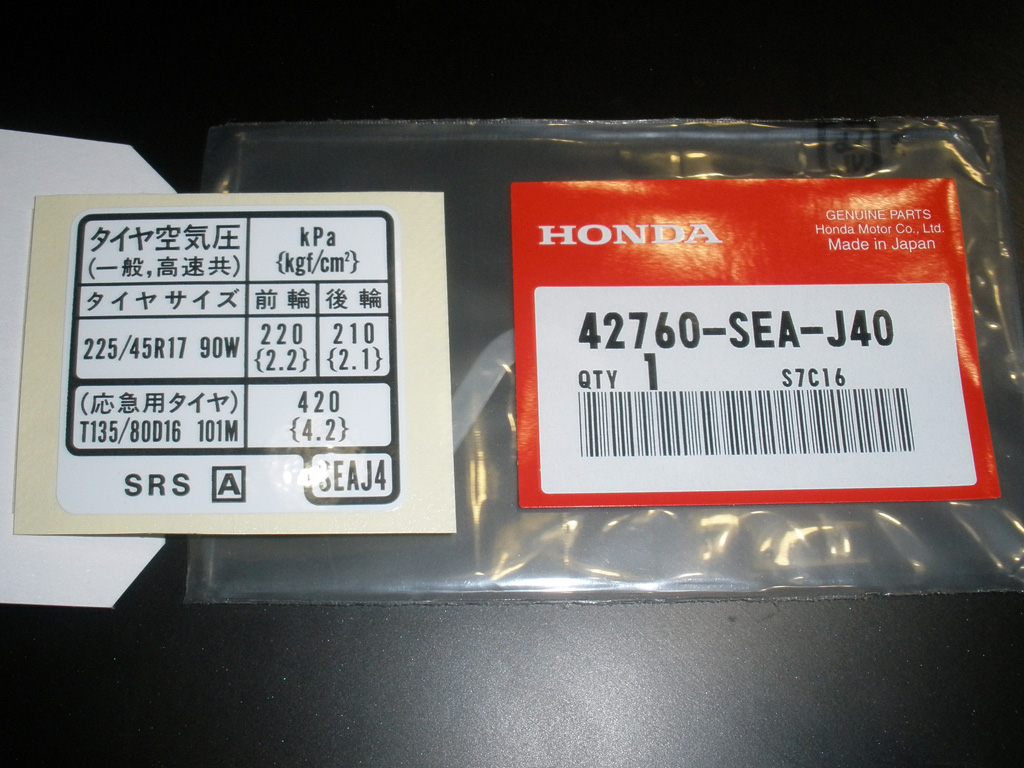 タイヤ空気圧
(一般,高速共)
kPa
{kgf/cm²}
タイヤサイズ 前輪 後輪
225/45R17 90W
220
{2.2}
210
{2.1}
(応急用タイヤ)
T135/80D16 101M
420
{4.2}
SRS A
SEAJ4
HONDA
GENUINE PARTS
Honda Motor Co., Ltd.
Made in Japan
42760-SEA-J40
QTY 1 S7C16